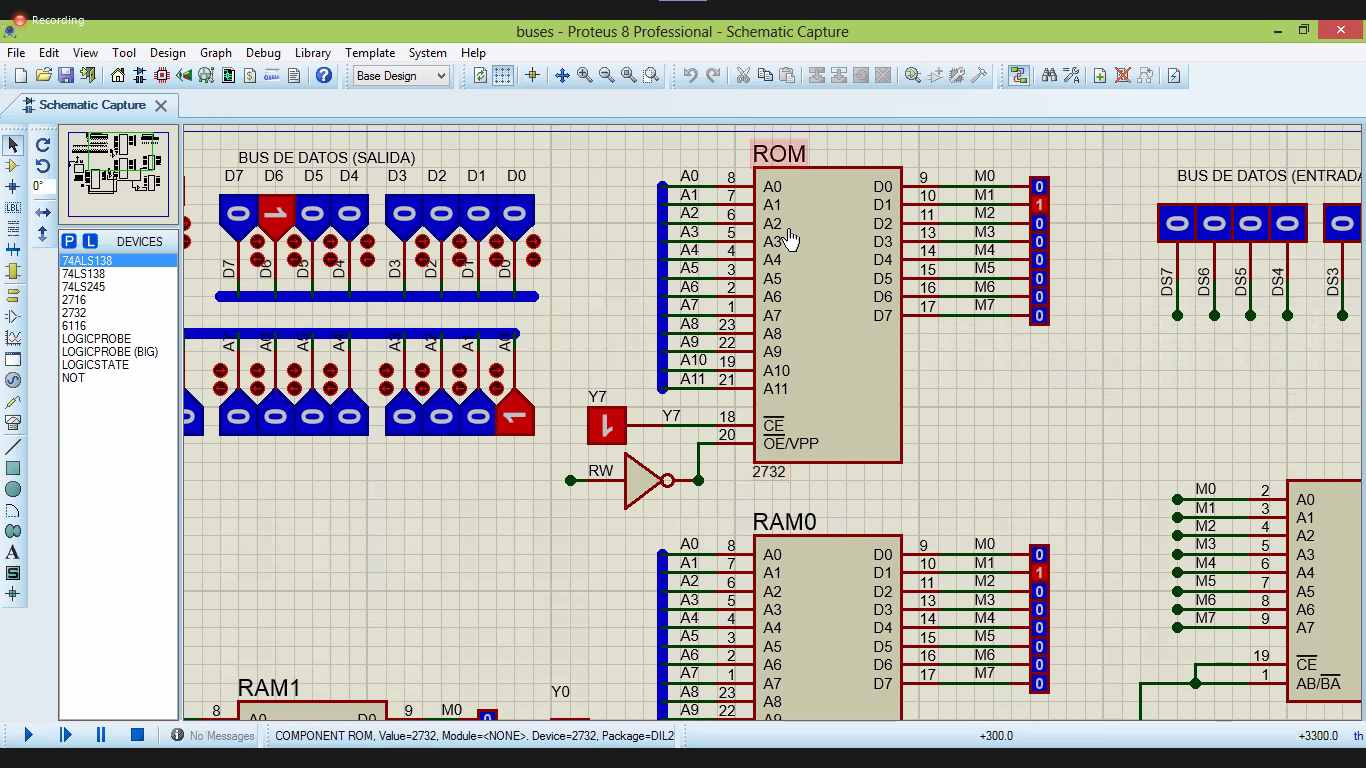 Recording
buses - Proteus 8 Professional - Schematic Capture
File Edit View Tool Design Graph Debug Library Template System Help
Base Design
Schematic Capture
0°
LBL
P L DEVICES
74ALS138
74LS138
74LS245
2716
2732
6116
LOGICPROBE
LOGICPROBE (BIG)
LOGICSTATE
NOT
BUS DE DATOS (SALIDA)
D7 D6 D5 D4 D3 D2 D1 D0
0 1 0 0 0 0 0 0
D7 D6 D5 D4 D3 D2 D1 D0
A7 A6 A5 A4 A3 A2 A1 A0
0 0 0 0 0 0 0 1
ROM
A0 8 A0 D0 9 M0 0
A1 7 A1 D1 10 M1 1
A2 6 A2 D2 11 M2 0
A3 5 A3 D3 13 M3 0
A4 4 A4 D4 14 M4 0
A5 3 A5 D5 15 M5 0
A6 2 A6 D6 16 M6 0
A7 1 A7 D7 17 M7 0
A8 23 A8
A9 22 A9
A10 19 A10
A11 21 A11
Y7
1 Y7 18 CE
20 OE/VPP
RW
2732
BUS DE DATOS (ENTRADA
0 0 0 0 0
DS7 DS6 DS5 DS4 DS3
RAM0
A0 8 A0 D0 9 M0 0
A1 7 A1 D1 10 M1 1
A2 6 A2 D2 11 M2 0
A3 5 A3 D3 13 M3 0
A4 4 A4 D4 14 M4 0
A5 3 A5 D5 15 M5 0
A6 2 A6 D6 16 M6 0
A7 1 A7 D7 17 M7 0
A8 23 A8
A9 22
M0 2 A0
M1 3 A1
M2 4 A2
M3 5 A3
M4 6 A4
M5 7 A5
M6 8 A6
M7 9 A7
19 CE
1 AB/BA
RAM1
8 9 M0
Y0
No Messages
COMPONENT ROM, Value=2732, Module=<NONE>. Device=2732, Package=DIL2
+300.0
+3300.0
th